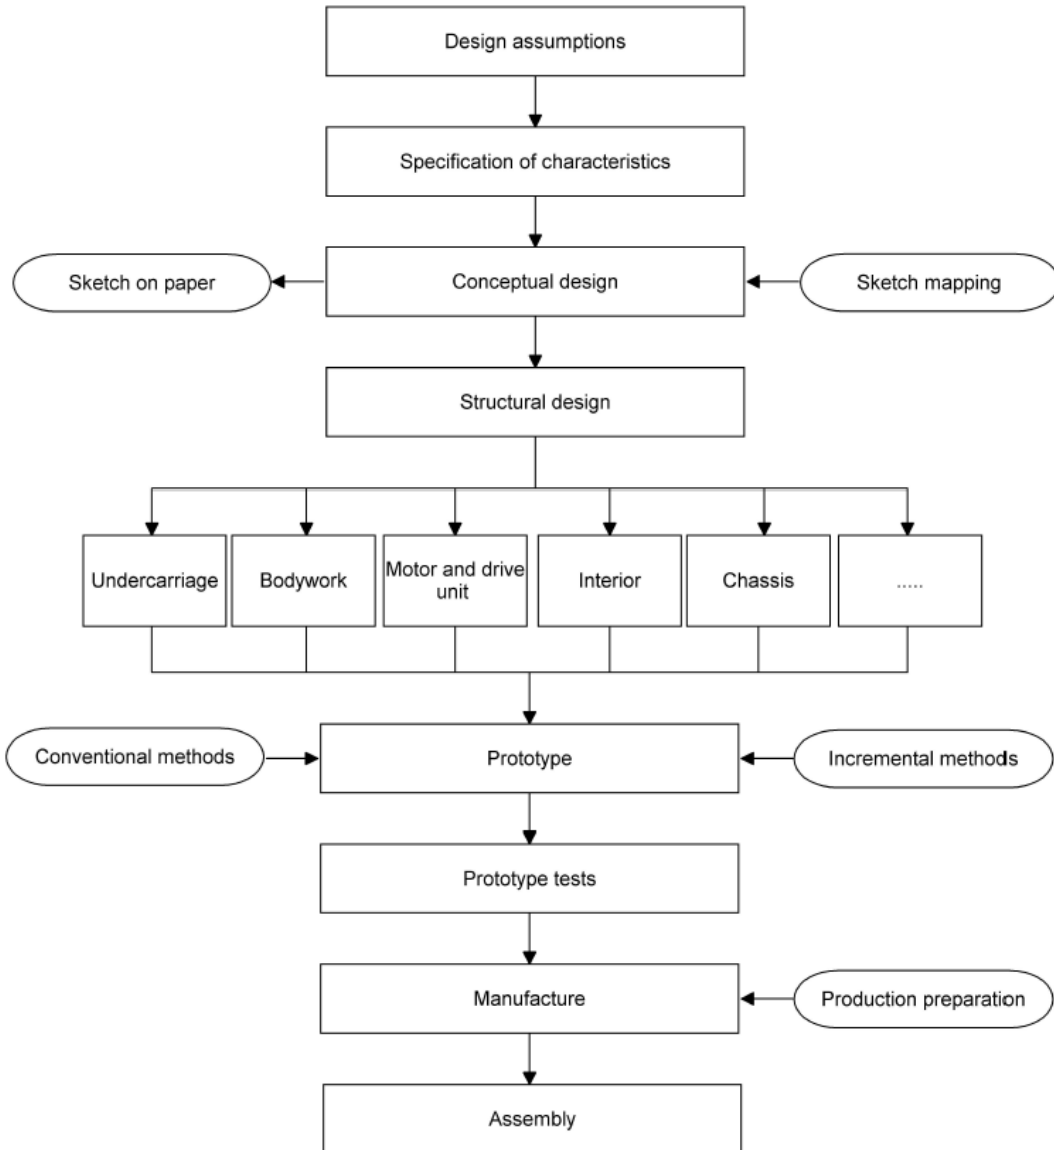 Design assumptions
Specification of characteristics
Sketch on paper
Conceptual design
Sketch mapping
Structural design
Undercarriage
Bodywork
Motor and drive
unit
Interior
Chassis
.....
Conventional methods
Prototype
Incremental methods
Prototype tests
Manufacture
Production preparation
Assembly